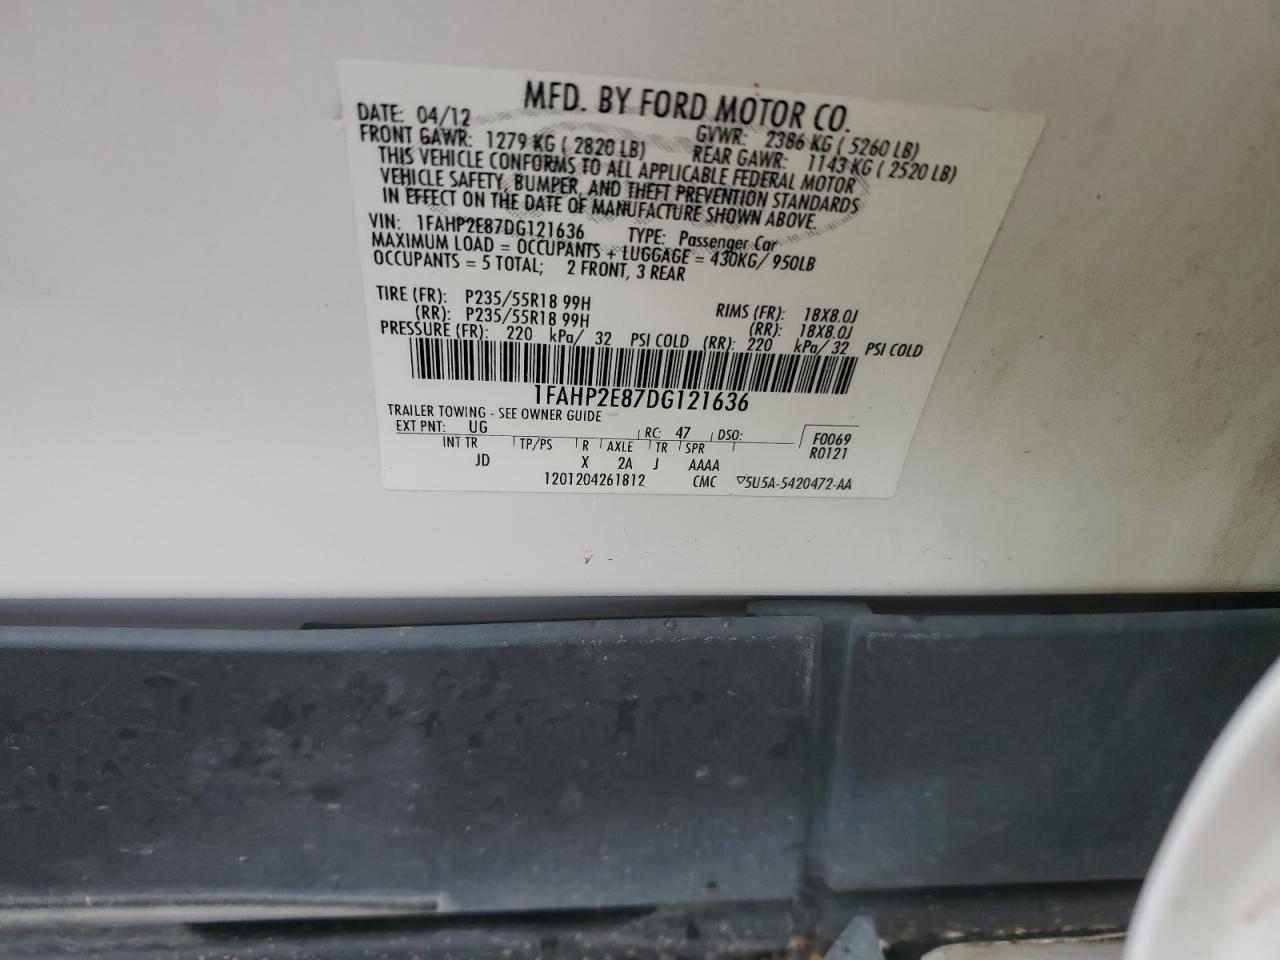 MFD. BY FORD MOTOR CO.
DATE: 04/12 GVWR: 2386 KG ( 5260 LB)
FRONT GAWR: 1279 KG ( 2820 LB) REAR GAWR: 1143 KG ( 2520 LB)
THIS VEHICLE CONFORMS TO ALL APPLICABLE FEDERAL MOTOR
VEHICLE SAFETY, BUMPER, AND THEFT PREVENTION STANDARDS
IN EFFECT ON THE DATE OF MANUFACTURE SHOWN ABOVE.
VIN: 1FAHP2E87DG121636 TYPE: Passenger Car
MAXIMUM LOAD = OCCUPANTS + LUGGAGE = 430KG/ 950LB
OCCUPANTS = 5 TOTAL; 2 FRONT, 3 REAR
TIRE (FR): P235/55R18 99H RIMS (FR): 18X8.0J
(RR): P235/55R18 99H (RR): 18X8.0J
PRESSURE (FR): 220 kPa/ 32 PSI COLD (RR): 220 kPa/ 32 PSI COLD
1FAHP2E87DG121636
TRAILER TOWING - SEE OWNER GUIDE
EXT PNT: UG RC: 47 DSO: F0069
INT TR TP/PS R AXLE TR SPR R0121
JD X 2A J AAAA
1201204261812 CMC ▽5U5A-5420472-AA